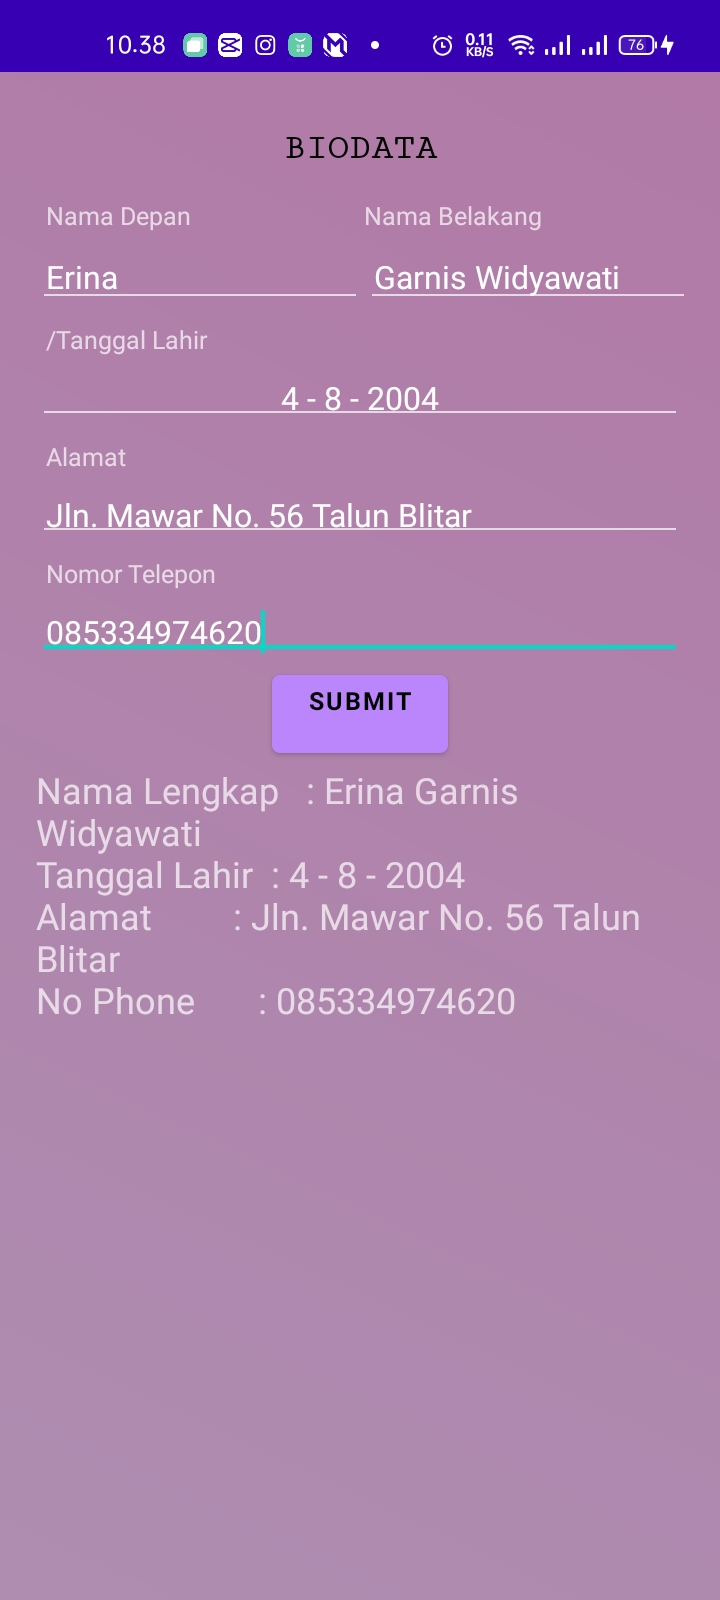 10.38 0.11 KB/S 76
BIODATA
Nama Depan Nama Belakang
Erina Garnis Widyawati
/Tanggal Lahir
4 - 8 - 2004
Alamat
Jln. Mawar No. 56 Talun Blitar
Nomor Telepon
085334974620
SUBMIT
Nama Lengkap : Erina Garnis
Widyawati
Tanggal Lahir : 4 - 8 - 2004
Alamat : Jln. Mawar No. 56 Talun
Blitar
No Phone : 085334974620